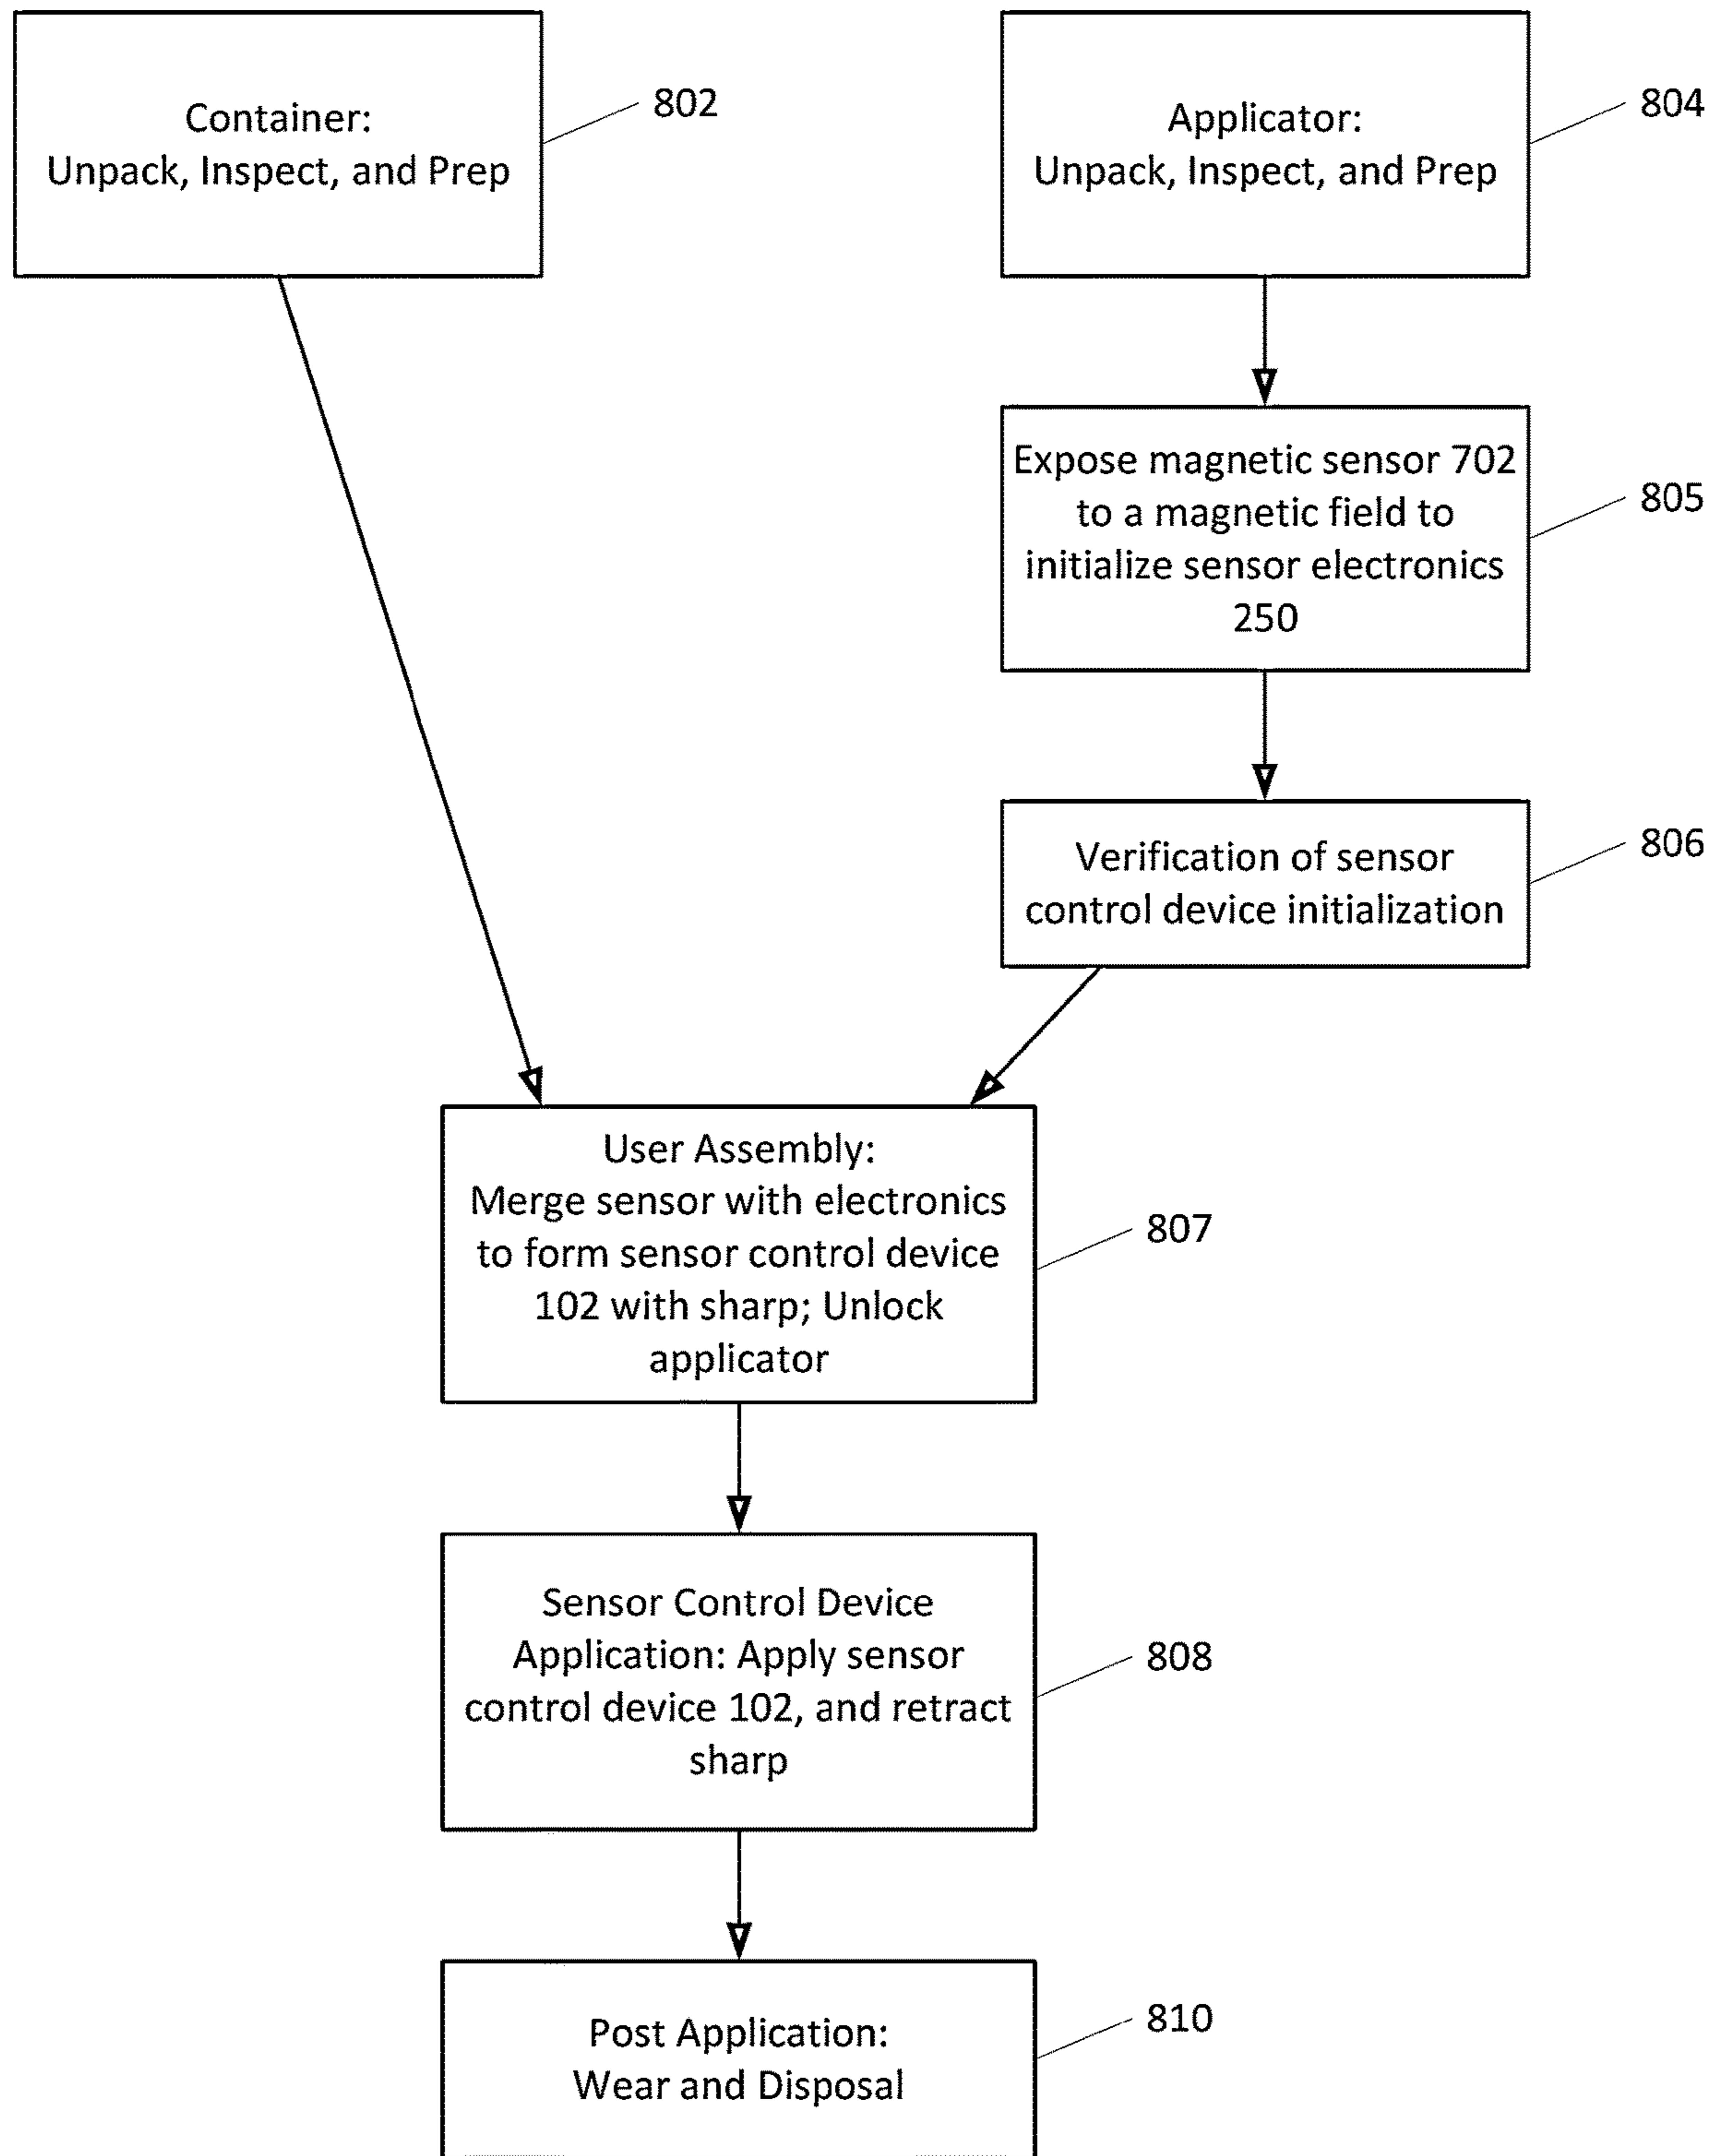 Container:
Unpack, Inspect, and Prep
802
Applicator:
Unpack, Inspect, and Prep
804
Expose magnetic sensor 702
to a magnetic field to
initialize sensor electronics
250
805
Verification of sensor
control device initialization
806
User Assembly:
Merge sensor with electronics
to form sensor control device
102 with sharp; Unlock
applicator
807
Sensor Control Device
Application: Apply sensor
control device 102, and retract
sharp
808
Post Application:
Wear and Disposal
810